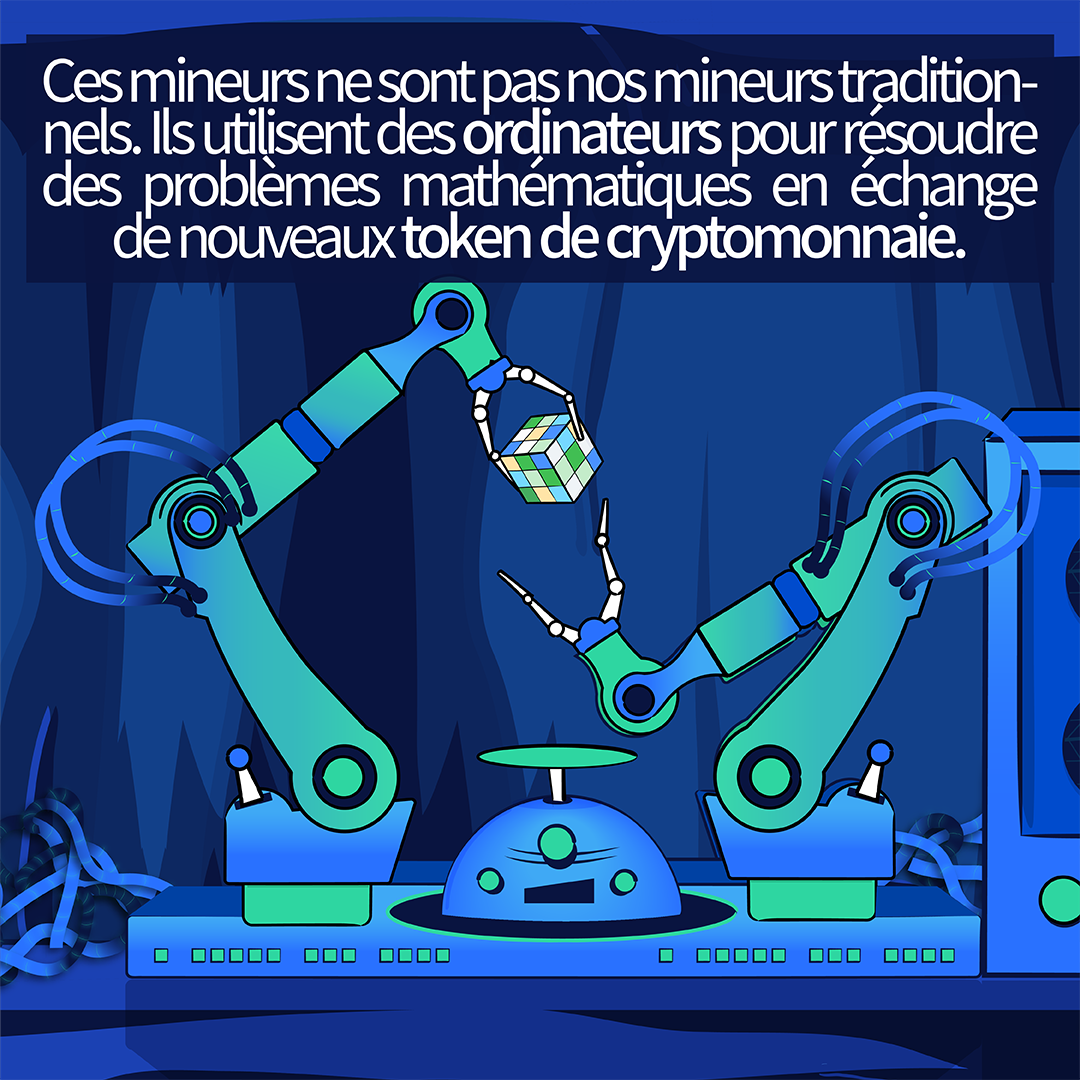 Ces mineurs ne sont pas nos mineurs tradition-
nels. Ils utilisent des ordinateurs pour résoudre
des problèmes mathématiques en échange
de nouveaux token de cryptomonnaie.